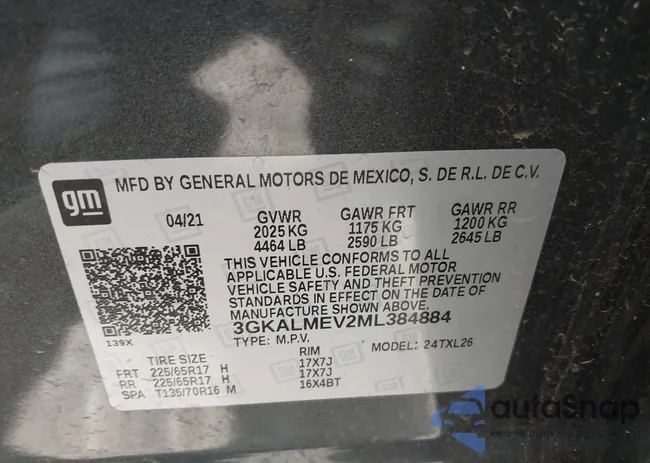 gm
MFD BY GENERAL MOTORS DE MEXICO, S. DE R.L. DE C.V.
04/21 GVWR GAWR FRT GAWR RR
2025 KG 1175 KG 1200 KG
4464 LB 2590 LB 2645 LB
THIS VEHICLE CONFORMS TO ALL
APPLICABLE U.S. FEDERAL MOTOR
VEHICLE SAFETY AND THEFT PREVENTION
STANDARDS IN EFFECT ON THE DATE OF
MANUFACTURE SHOWN ABOVE.
3GKALMEV2ML384884
139X TYPE: M.P.V. MODEL: 24TXL26
TIRE SIZE RIM
FRT 225/65R17 H 17X7J
RR 225/65R17 H 17X7J
SPA T135/70R16 M 16X4BT
autoSnap